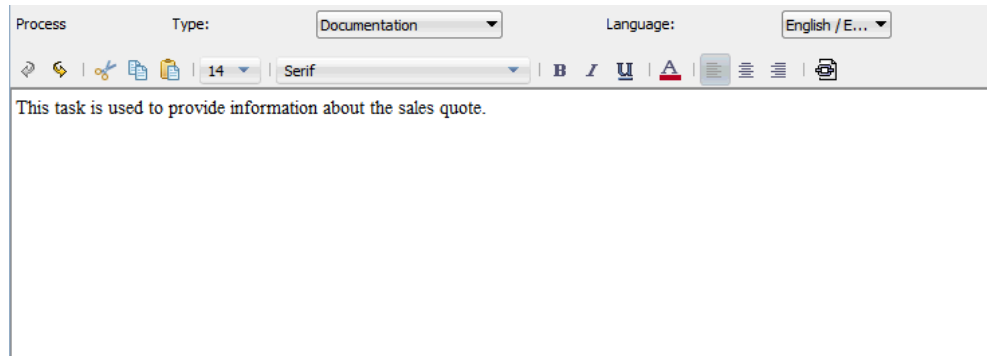 Process Type: Documentation Language: English / E...
14 Serif B I U A
This task is used to provide information about the sales quote.